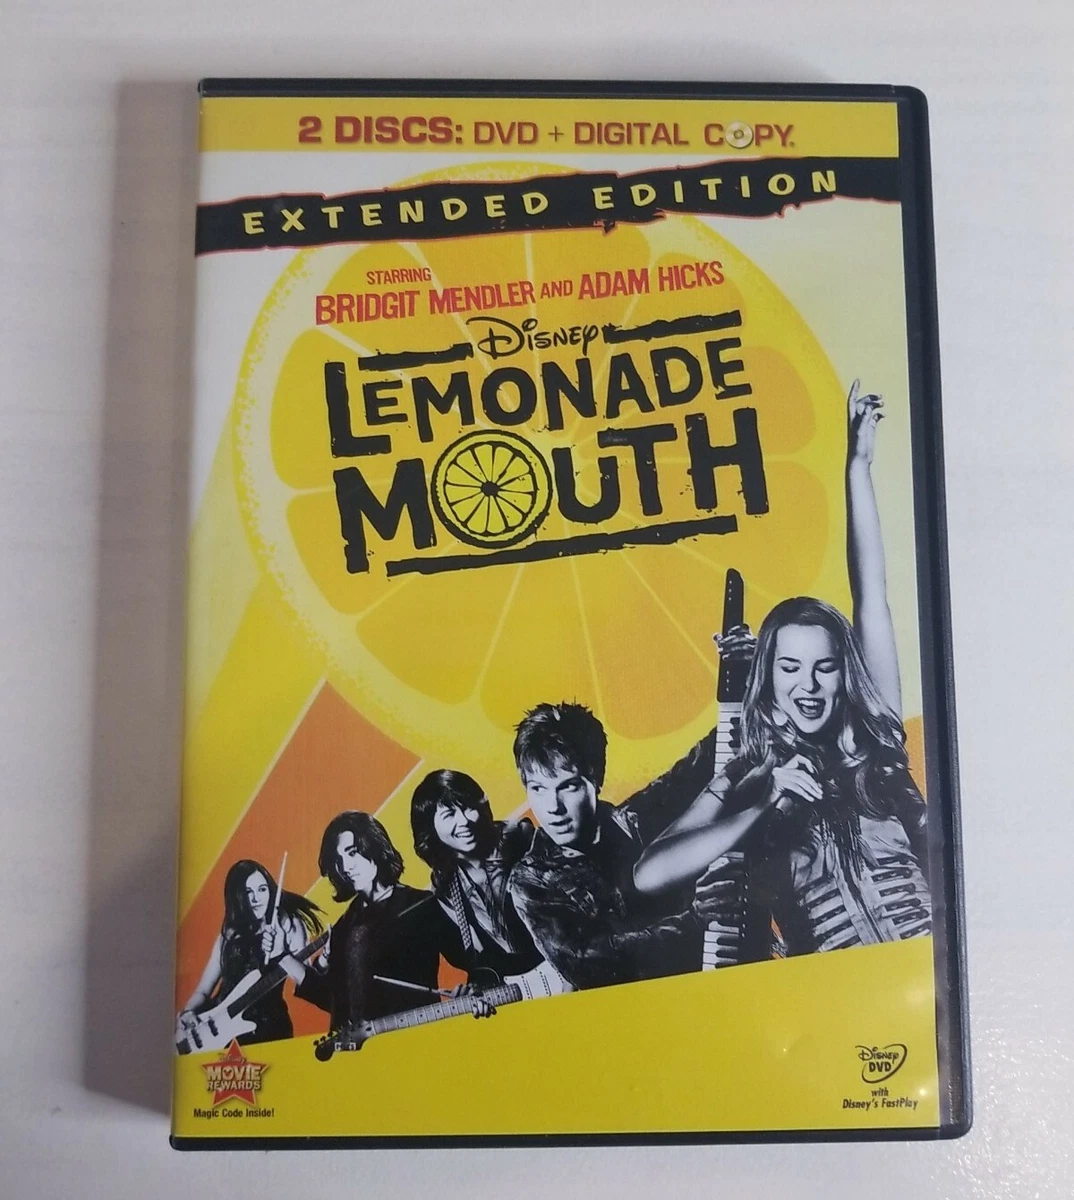 2 DISCS: DVD + DIGITAL COPY.
EXTENDED EDITION
STARRING
BRIDGIT MENDLER AND ADAM HICKS
Disney
LEMONADE
MOUTH
Disney
MOVIE
REWARDS
Magic Code Inside!
Disney
DVD
with
Disney's FastPlay